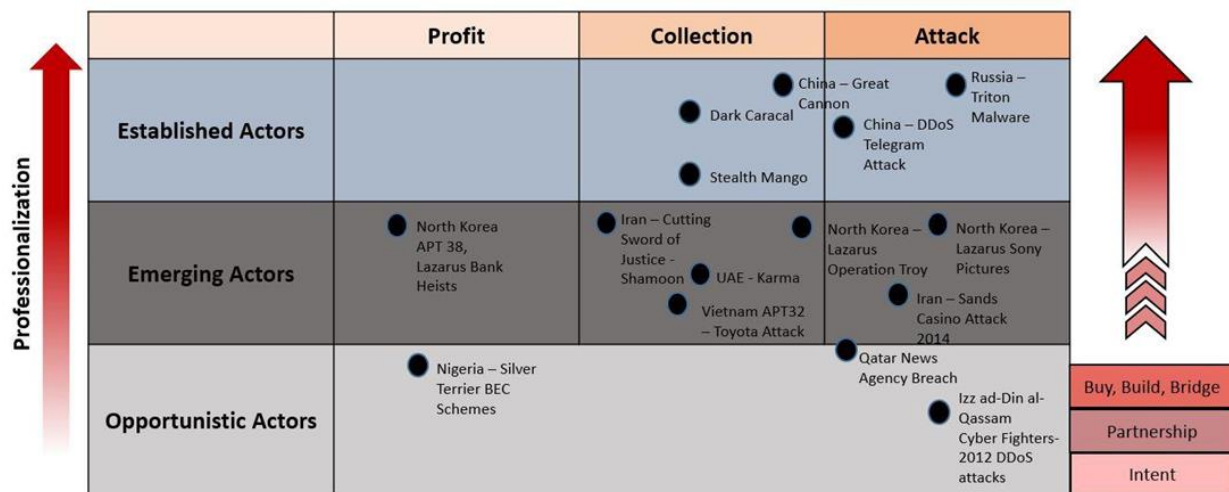 Profit
Collection
Attack
Professionalization
Established Actors
China – Great
Cannon
Dark Caracal
Stealth Mango
China – DDoS
Telegram
Attack
Russia –
Triton
Malware
Emerging Actors
North Korea
APT 38,
Lazarus Bank
Heists
Iran – Cutting
Sword of
Justice -
Shamoon
UAE - Karma
Vietnam APT32
– Toyota Attack
North Korea –
Lazarus
Operation Troy
North Korea –
Lazarus Sony
Pictures
Iran – Sands
Casino Attack
2014
Opportunistic Actors
Nigeria – Silver
Terrier BEC
Schemes
Qatar News
Agency Breach
Izz ad-Din al-
Qassam
Cyber Fighters-
2012 DDoS
attacks
Buy, Build, Bridge
Partnership
Intent